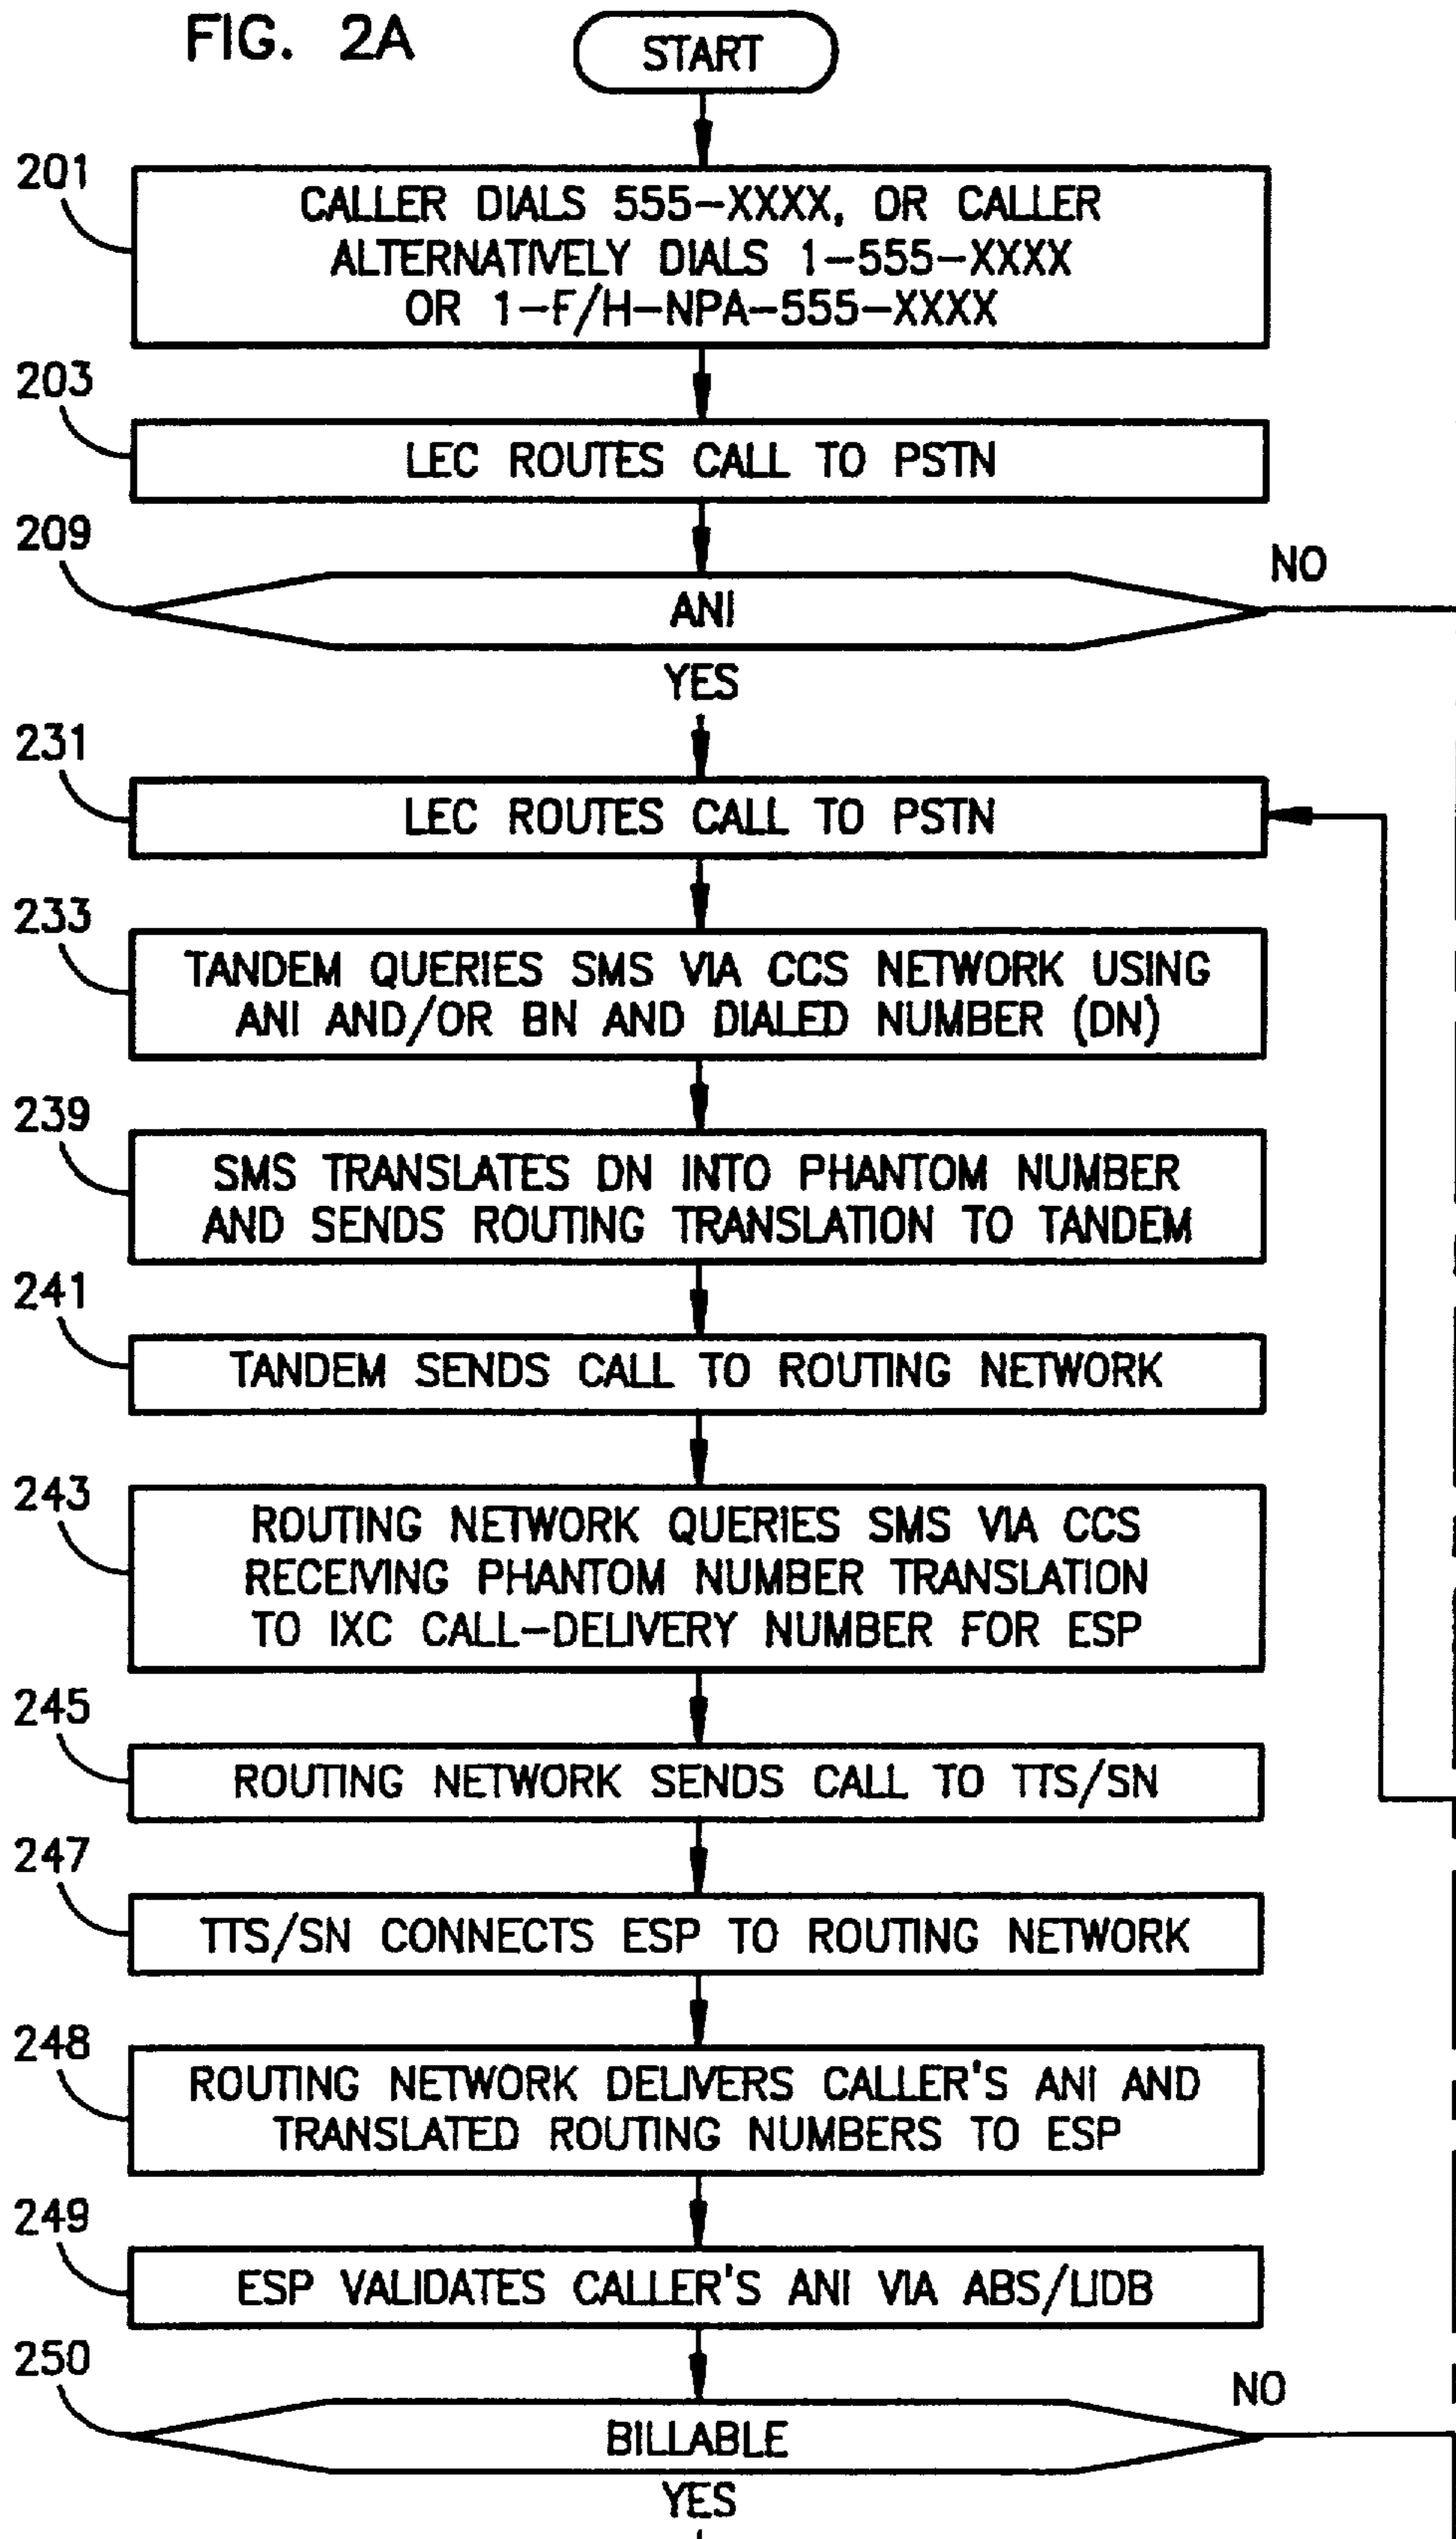 FIG. 2A
START
201
CALLER DIALS 555-XXXX, OR CALLER
ALTERNATIVELY DIALS 1-555-XXXX
OR 1-F/H-NPA-555-XXXX
203
LEC ROUTES CALL TO PSTN
209
ANI
NO
YES
231
LEC ROUTES CALL TO PSTN
233
TANDEM QUERIES SMS VIA CCS NETWORK USING
ANI AND/OR BN AND DIALED NUMBER (DN)
239
SMS TRANSLATES DN INTO PHANTOM NUMBER
AND SENDS ROUTING TRANSLATION TO TANDEM
241
TANDEM SENDS CALL TO ROUTING NETWORK
243
ROUTING NETWORK QUERIES SMS VIA CCS
RECEIVING PHANTOM NUMBER TRANSLATION
TO IXC CALL-DELIVERY NUMBER FOR ESP
245
ROUTING NETWORK SENDS CALL TO TTS/SN
247
TTS/SN CONNECTS ESP TO ROUTING NETWORK
248
ROUTING NETWORK DELIVERS CALLER'S ANI AND
TRANSLATED ROUTING NUMBERS TO ESP
249
ESP VALIDATES CALLER'S ANI VIA ABS/LIDB
250
BILLABLE
NO
YES